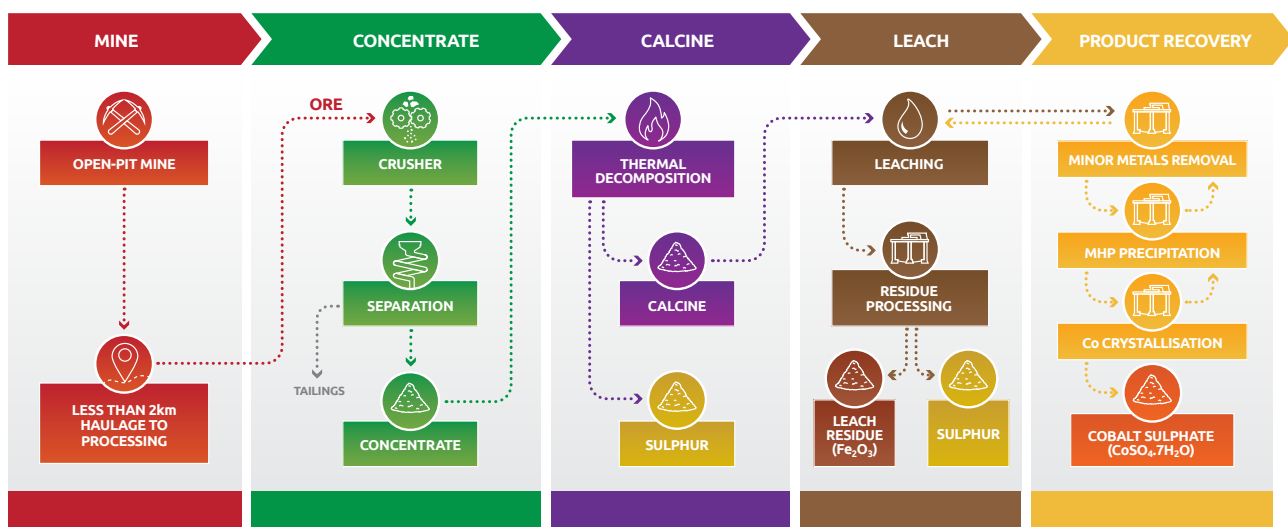 MINE
CONCENTRATE
CALCINE
LEACH
PRODUCT RECOVERY
OPEN-PIT MINE
LESS THAN 2km
HAULAGE TO
PROCESSING
ORE
CRUSHER
SEPARATION
TAILINGS
CONCENTRATE
THERMAL
DECOMPOSITION
CALCINE
SULPHUR
LEACHING
RESIDUE
PROCESSING
LEACH
RESIDUE
(Fe₂O₃)
SULPHUR
MINOR METALS REMOVAL
MHP PRECIPITATION
Co CRYSTALLISATION
COBALT SULPHATE
(CoSO₄.7H₂O)